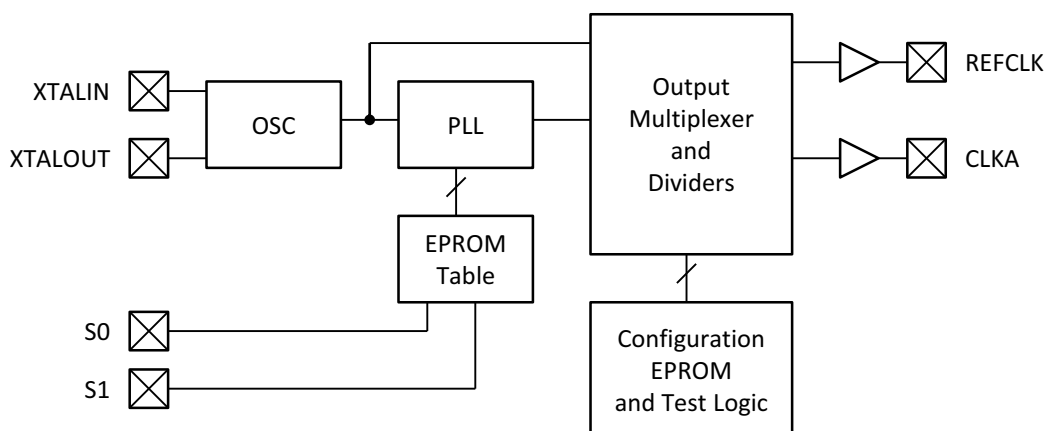 XTALIN
XTALOUT
OSC
PLL
Output
Multiplexer
and
Dividers
REFCLK
CLKA
EPROM
Table
S0
S1
Configuration
EPROM
and Test Logic